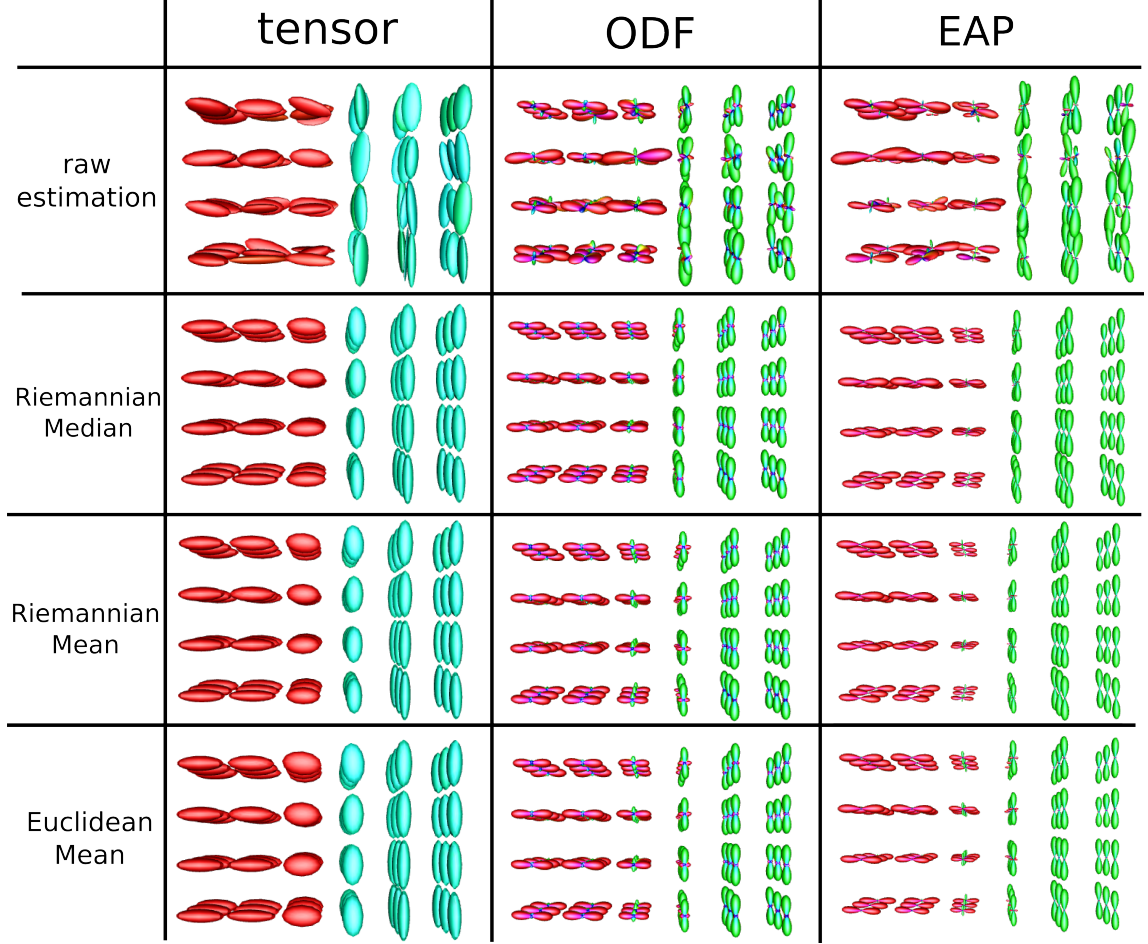 tensor
ODF
EAP
raw
estimation
Riemannian
Median
Riemannian
Mean
Euclidean
Mean